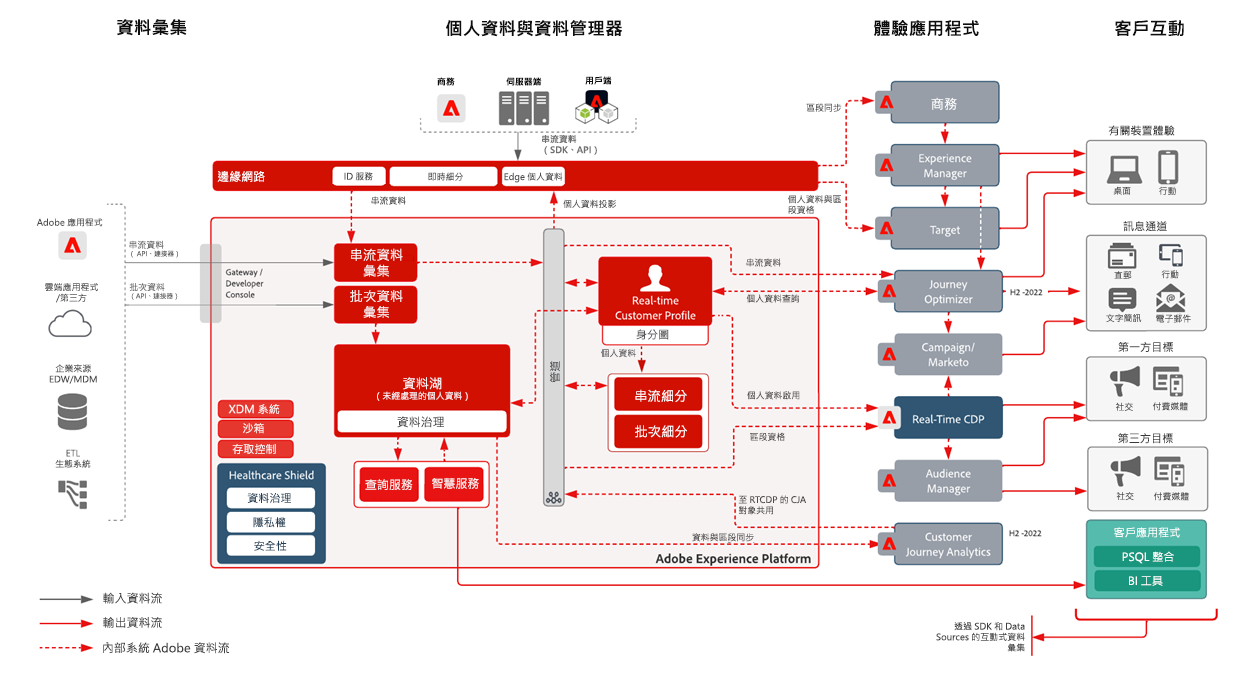 資料彙集
個人資料與資料管理器
體驗應用程式
客戶互動
商務
伺服器端
用戶端
串流資料
（SDK、API）
區段同步
商務
邊緣網路
ID 服務
即時細分
Edge 個人資料
Experience
Manager
有關裝置體驗
桌面
行動
串流資料
個人資料投影
個人資料與區
段資格
Target
Adobe 應用程式
串流資料
（API、連接器）
雲端應用程式
/第三方
批次資料
（API、連接器）
Gateway /
Developer
Console
串流資料
彙集
批次資料
彙集
管道
Real-time
Customer Profile
身分圖
個人資料
串流細分
批次細分
串流資料
個人資料查詢
Journey
Optimizer
H2 -2022
訊息通道
直郵
行動
文字簡訊
電子郵件
Campaign/
Marketo
企業來源
EDW/MDM
資料湖
（未經處理的個人資料）
資料治理
個人資料啟用
區段資格
Real-Time CDP
第一方目標
社交
付費媒體
XDM 系統
沙箱
存取控制
ETL
生態系統
Healthcare Shield
資料治理
隱私權
安全性
查詢服務
智慧服務
Audience
Manager
第三方目標
社交
付費媒體
至 RTCDP 的 CJA
對象共用
資料與區段同步
Customer
Journey Analytics
H2 -2022
Adobe Experience Platform
客戶應用程式
PSQL 整合
BI 工具
輸入資料流
輸出資料流
內部系統 Adobe 資料流
透過 SDK 和 Data
Sources 的互動式資料
彙集